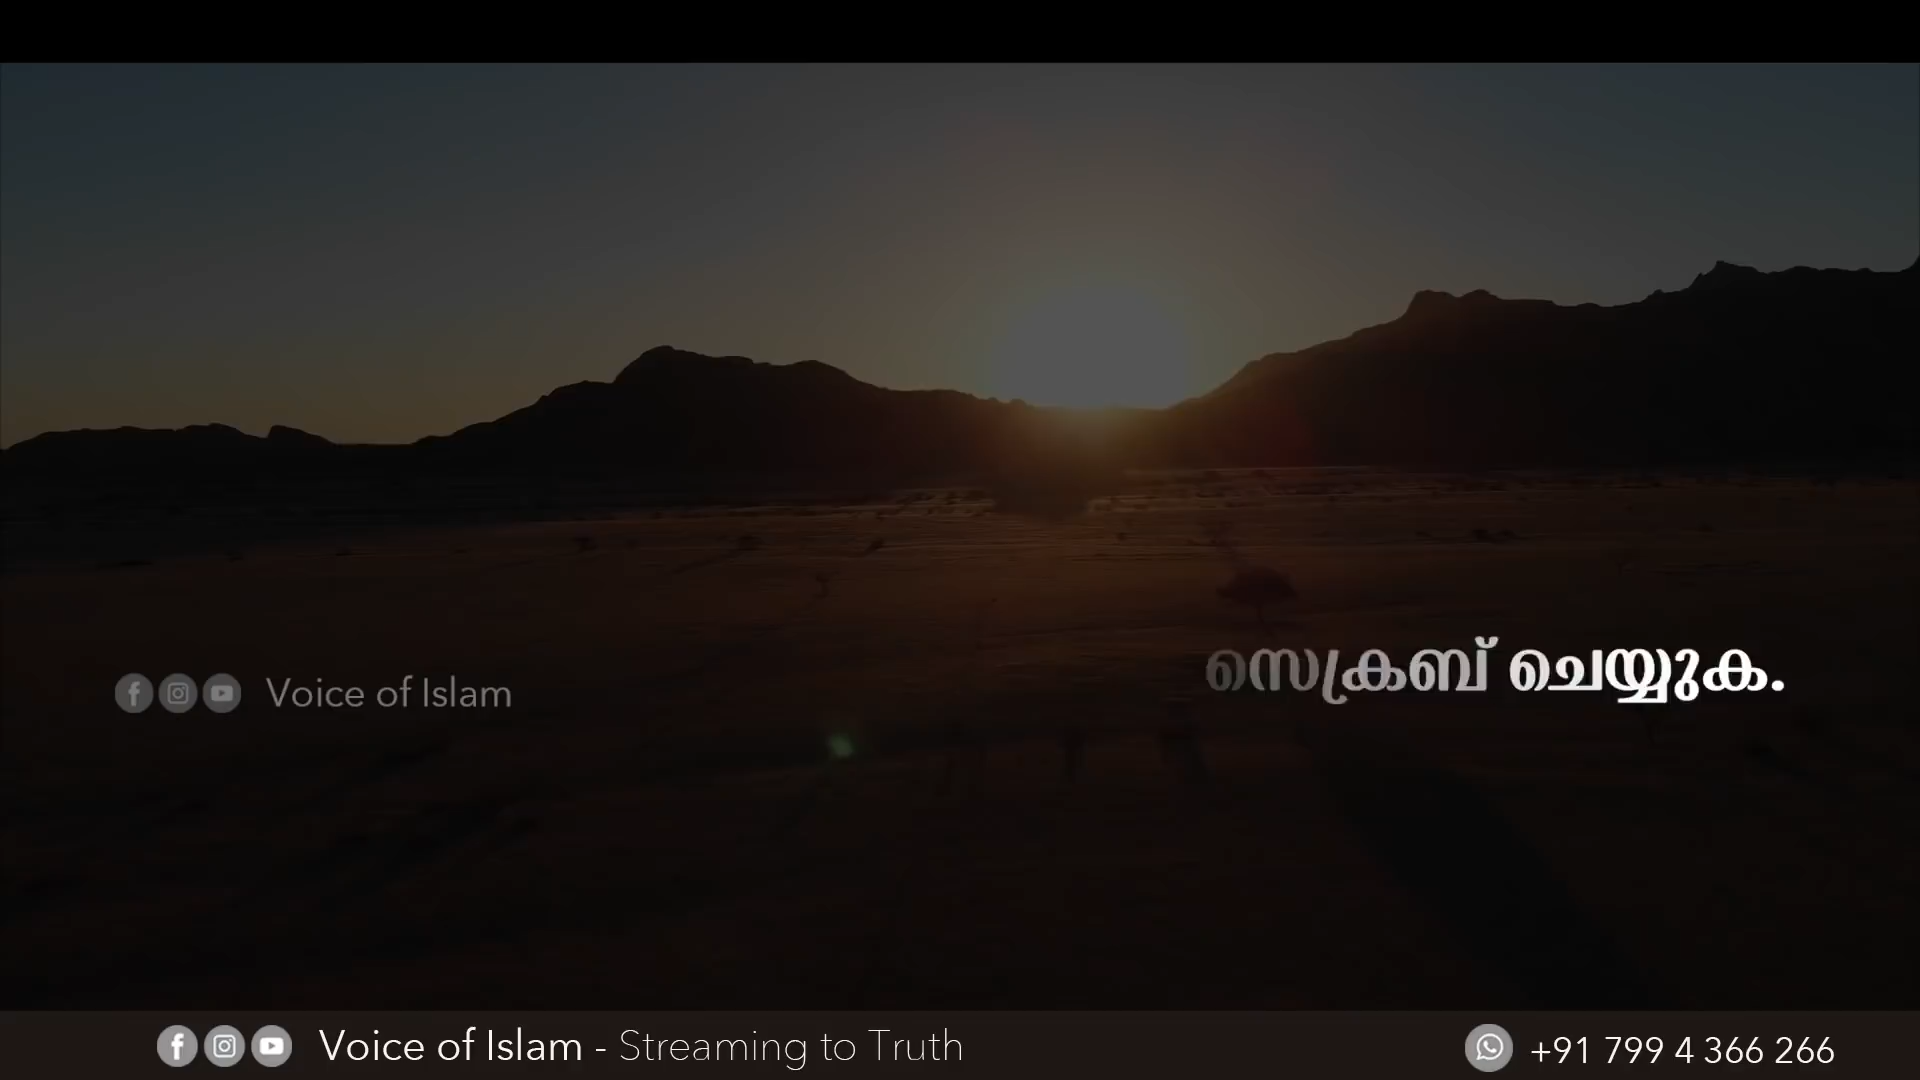 Voice of Islam
സബ്സ്ക്രൈബ് ചെയ്യുക.
Voice of Islam - Streaming to Truth
+91 799 4 366 266